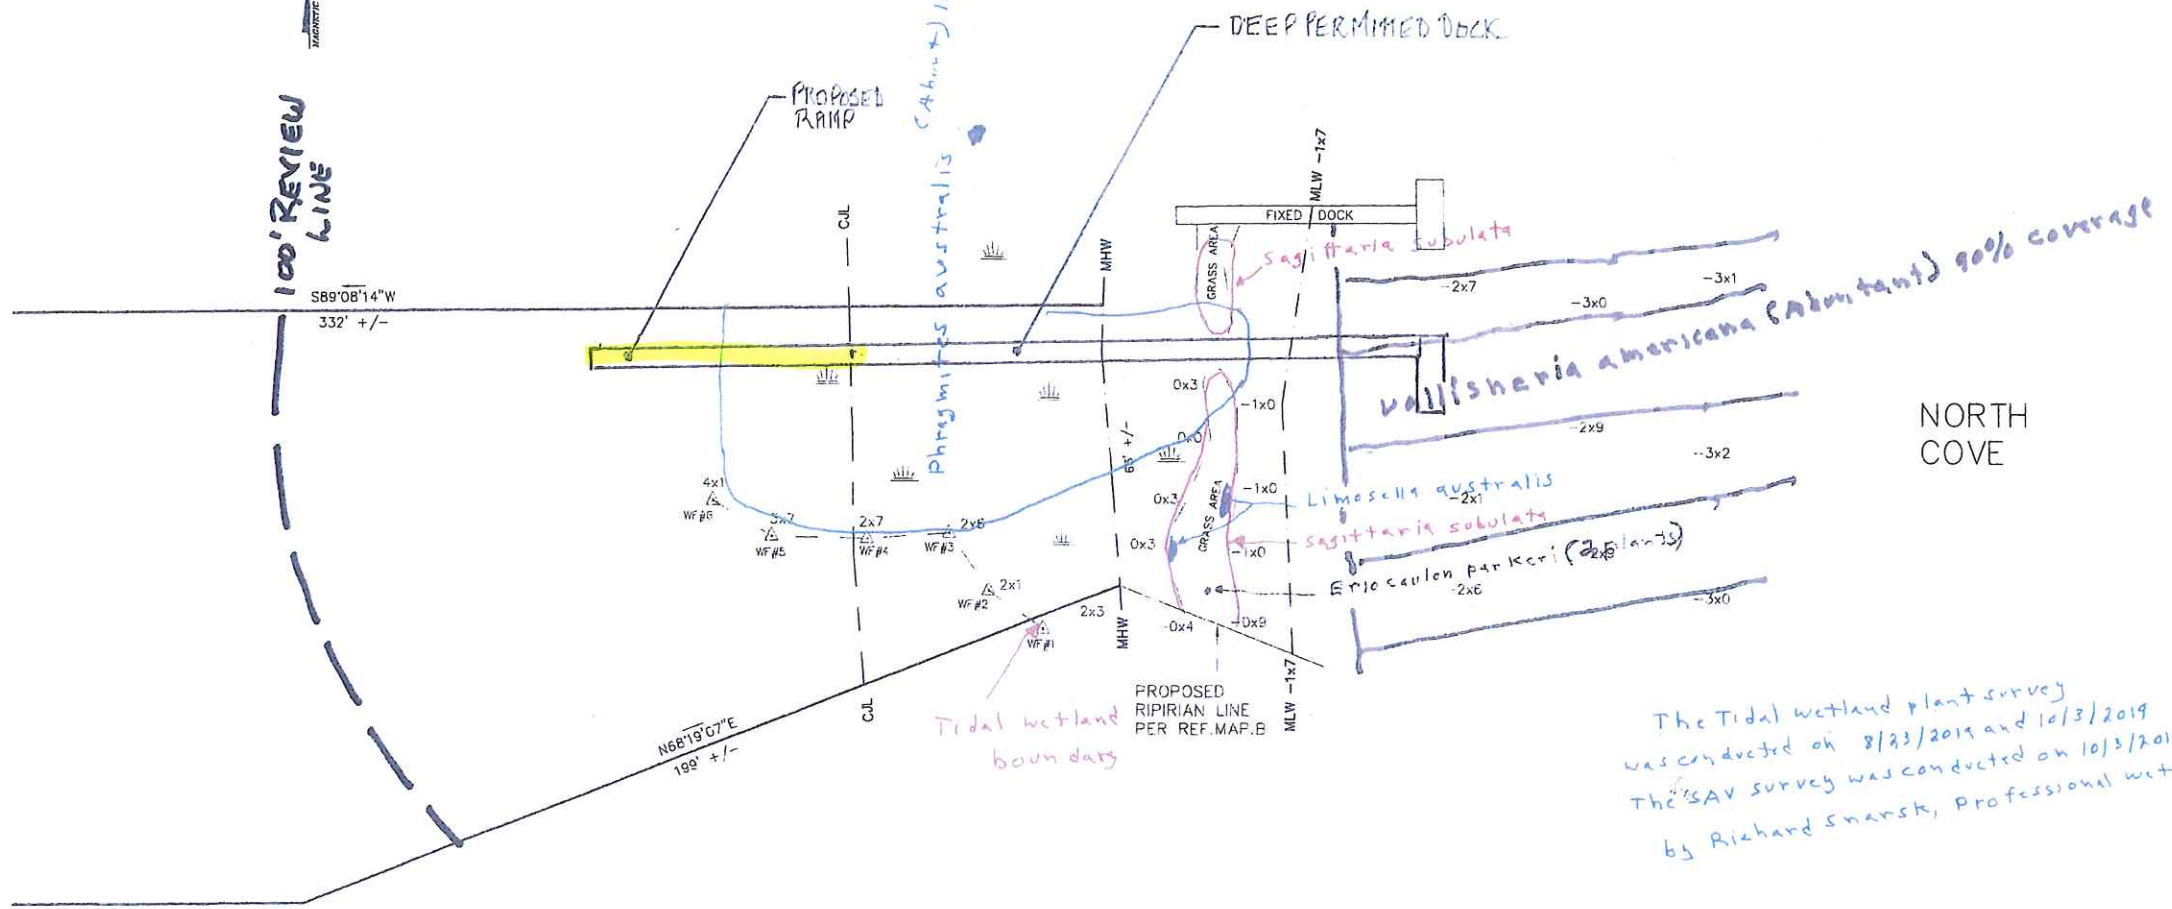 MAGNETIC
100' REVIEW
LINE
S89°08'14"W
332' +/-
PROPOSED
RAMP
DEEP PERMITTED DOCK
Phragmites australis
CJL
MHW
MLW -1x7
FIXED DOCK
GRASS AREA
Sagittaria subulata
-2x7
-3x0
-3x1
Vallisneria americana (Abuntant) 90% coverage
0x3
-1x0
0x0
65' +/-
-2x9
--3x2
NORTH
COVE
4x1
WF#6
3x7
WF#5
2x7
WF#4
2x6
WF#3
0x3
GRASS AREA
-1x0
Limosella australis
-2x1
0x3
-1x0
Sagittaria subulata
Eriocaulon parkeri (2 plants)
-2x6
--3x0
2x1
WF#2
2x3
WF#1
-0x4
-0x9
MHW
CJL
MLW -1x7
PROPOSED
RIPIRIAN LINE
PER REF.MAP.B
Tidal wetland
boundary
N68°19'07"E
199' +/-
The Tidal wetland plant survey
was conducted on 8/23/2019 and 10/3/2019
The SAV survey was conducted on 10/3/201
by Richard Snarsk, Professional wet